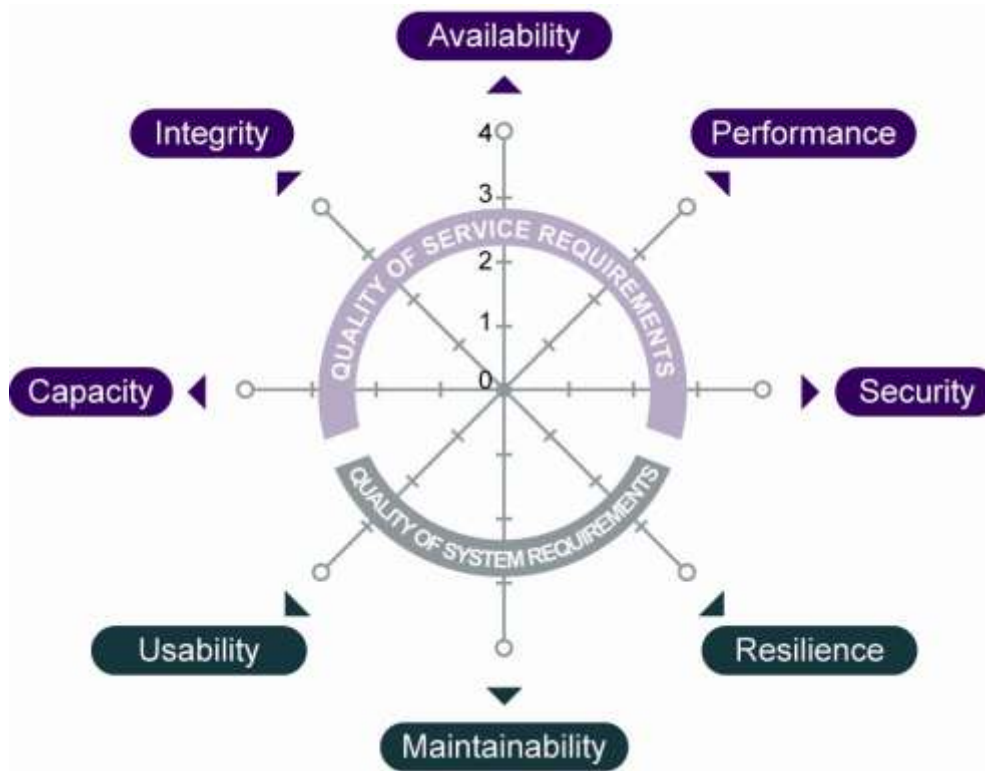 Availability
Integrity
Performance
4
3
QUALITY OF SERVICE REQUIREMENTS
2
1
0
Capacity
Security
QUALITY OF SYSTEM REQUIREMENTS
Usability
Resilience
Maintainability